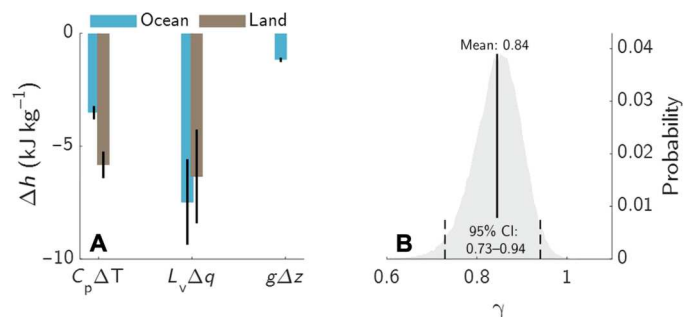 Ocean Land
0
−5
−10
Δh (kJ kg⁻¹)
A
CₚΔT LᵥΔq gΔz
Mean: 0.84
95% CI:
0.73–0.94
B
0.04
0.03
0.02
0.01
0
Probability
0.6 0.8 1
γ